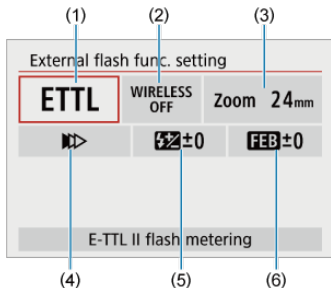 (1) (2) (3)
External flash func. setting
ETTL WIRELESS OFF Zoom 24mm
±0 FEB±0
E-TTL II flash metering
(4) (5) (6)